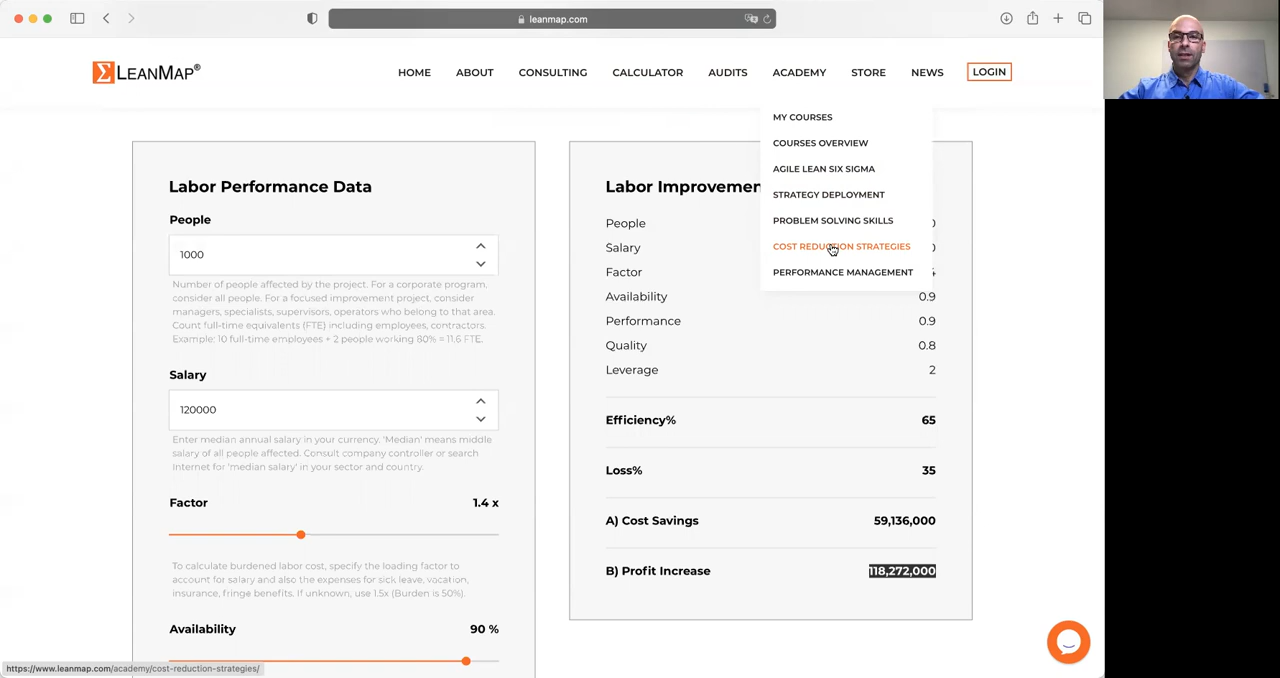 leanmap.com
LEANMAP®
HOME
ABOUT
CONSULTING
CALCULATOR
AUDITS
ACADEMY
STORE
NEWS
LOGIN
MY COURSES
COURSES OVERVIEW
AGILE LEAN SIX SIGMA
STRATEGY DEPLOYMENT
PROBLEM SOLVING SKILLS
COST REDUCTION STRATEGIES
PERFORMANCE MANAGEMENT
Labor Performance Data
People
1000
Number of people affected by the project. For a corporate program.
consider all people. For a focused improvement project, consider
managers, specialists, supervisors, operators who belong to that area.
Count full-time equivalents (FTE) including employees, contractors.
Example: 10 full-time employees + 2 people working 80% = 11.6 FTE.
Salary
120000
Enter median annual salary in your currency. 'Median' means middle
salary of all people affected. Consult company controller or search
Internet for 'median salary' in your sector and country.
Factor 1.4 x
To calculate burdened labor cost, specify the loading factor to
account for salary and also the expenses for sick leave, vacation,
insurance, fringe benefits. If unknown, use 1.5x (Burden is 50%).
Availability 90 %
Labor Improvemen
People 0
Salary 0
Factor 4
Availability 0.9
Performance 0.9
Quality 0.8
Leverage 2
Efficiency% 65
Loss% 35
A) Cost Savings 59,136,000
B) Profit Increase 118,272,000
https://www.leanmap.com/academy/cost-reduction-strategies/